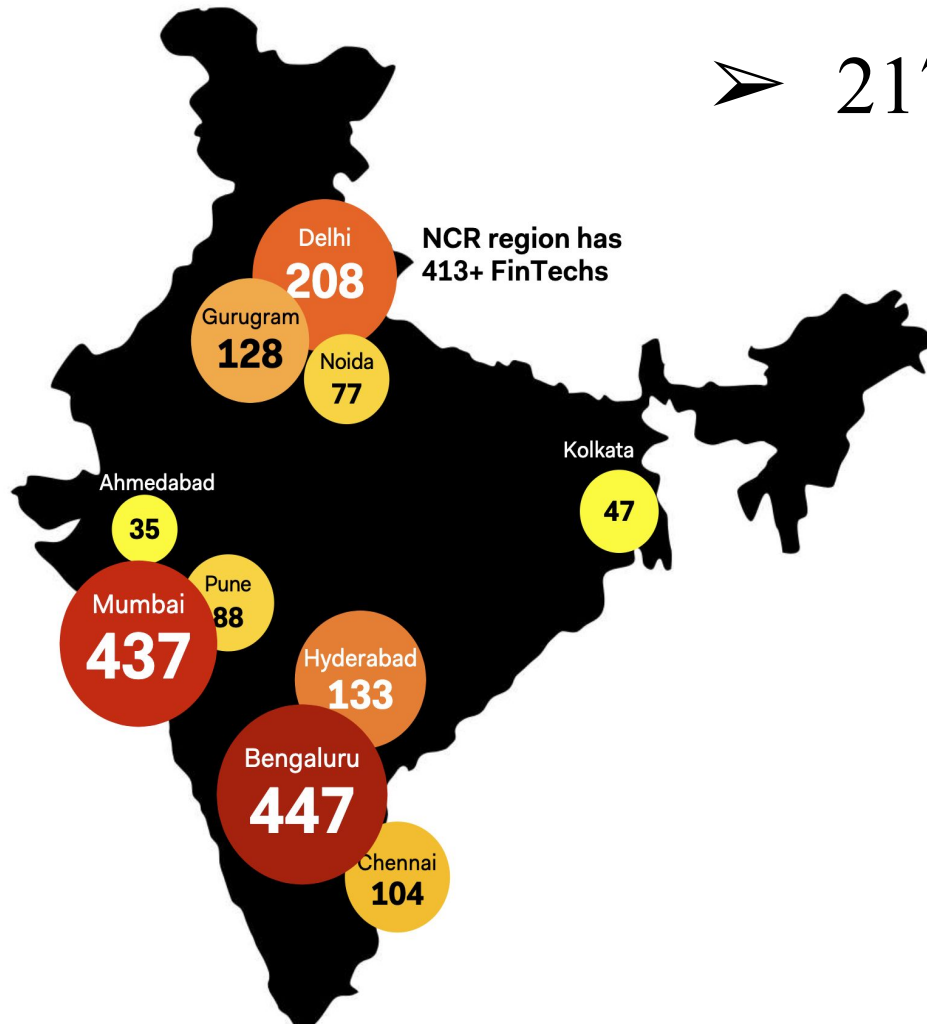 ➢ 21
Delhi
208
NCR region has
413+ FinTechs
Gurugram
128
Noida
77
Kolkata
47
Ahmedabad
35
Pune
88
Mumbai
437
Hyderabad
133
Bengaluru
447
Chennai
104